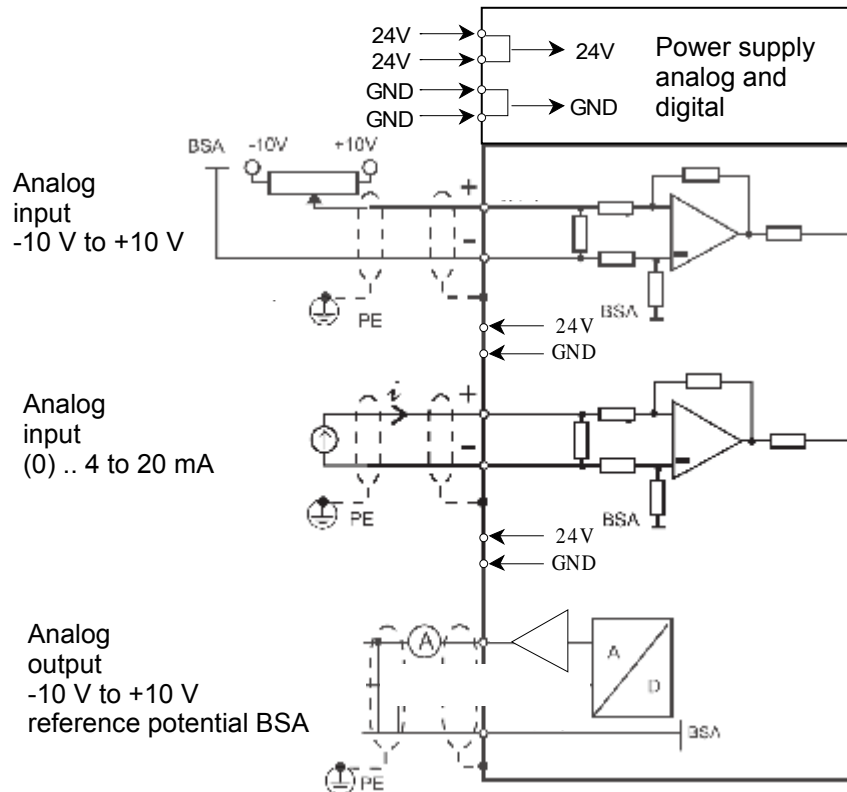 24V
24V
GND
GND
24V
GND
Power supply
analog and
digital
BSA
-10V
+10V
Analog
input
-10 V to +10 V
+
-
PE
BSA
24V
GND
Analog
input
(0) .. 4 to 20 mA
i
+
-
PE
BSA
24V
GND
Analog
output
-10 V to +10 V
reference potential BSA
A
A
D
BSA
PE